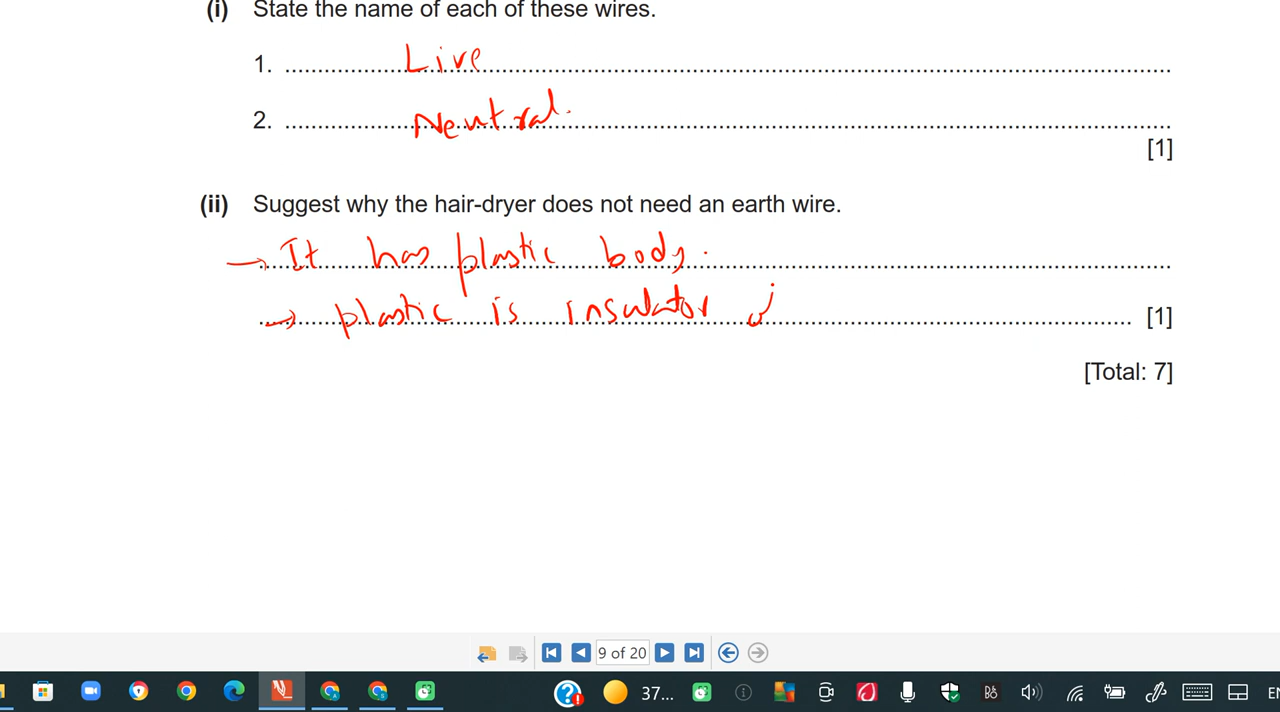 (i) State the name of each of these wires.
1. Live
2. Neutral.
[1]
(ii) Suggest why the hair-dryer does not need an earth wire.
→ It has plastic body.
→ plastic is insulator
[1]
[Total: 7]
9 of 20
37...
EN